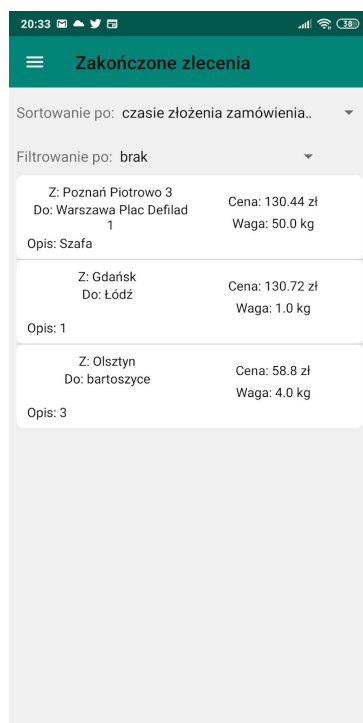 20:33 38
Zakończone zlecenia
Sortowanie po: czasie złożenia zamówienia..
Filtrowanie po: brak
Z: Poznań Piotrowo 3
Do: Warszawa Plac Defilad
1
Opis: Szafa
Cena: 130.44 zł
Waga: 50.0 kg
Z: Gdańsk
Do: Łódź
Opis: 1
Cena: 130.72 zł
Waga: 1.0 kg
Z: Olsztyn
Do: bartoszyce
Opis: 3
Cena: 58.8 zł
Waga: 4.0 kg